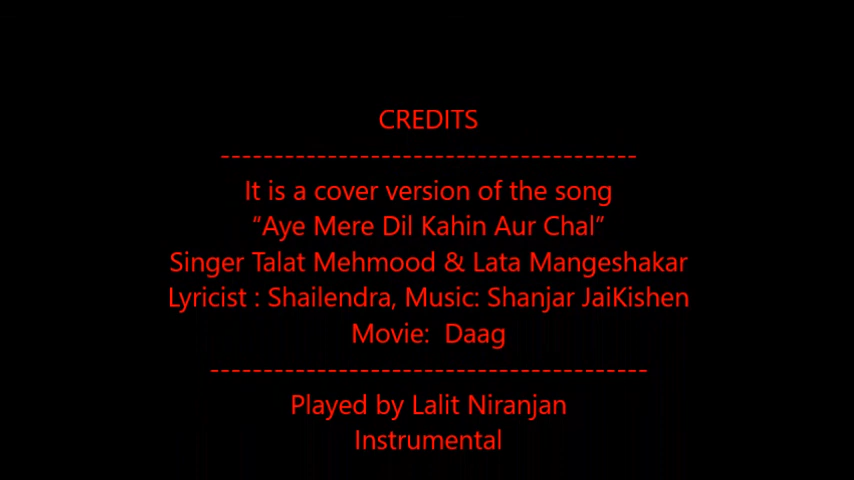 CREDITS
---------------------------------------
It is a cover version of the song
“Aye Mere Dil Kahin Aur Chal”
Singer Talat Mehmood & Lata Mangeshakar
Lyricist : Shailendra, Music: Shanjar JaiKishen
Movie:  Daag
-----------------------------------------
Played by Lalit Niranjan
Instrumental